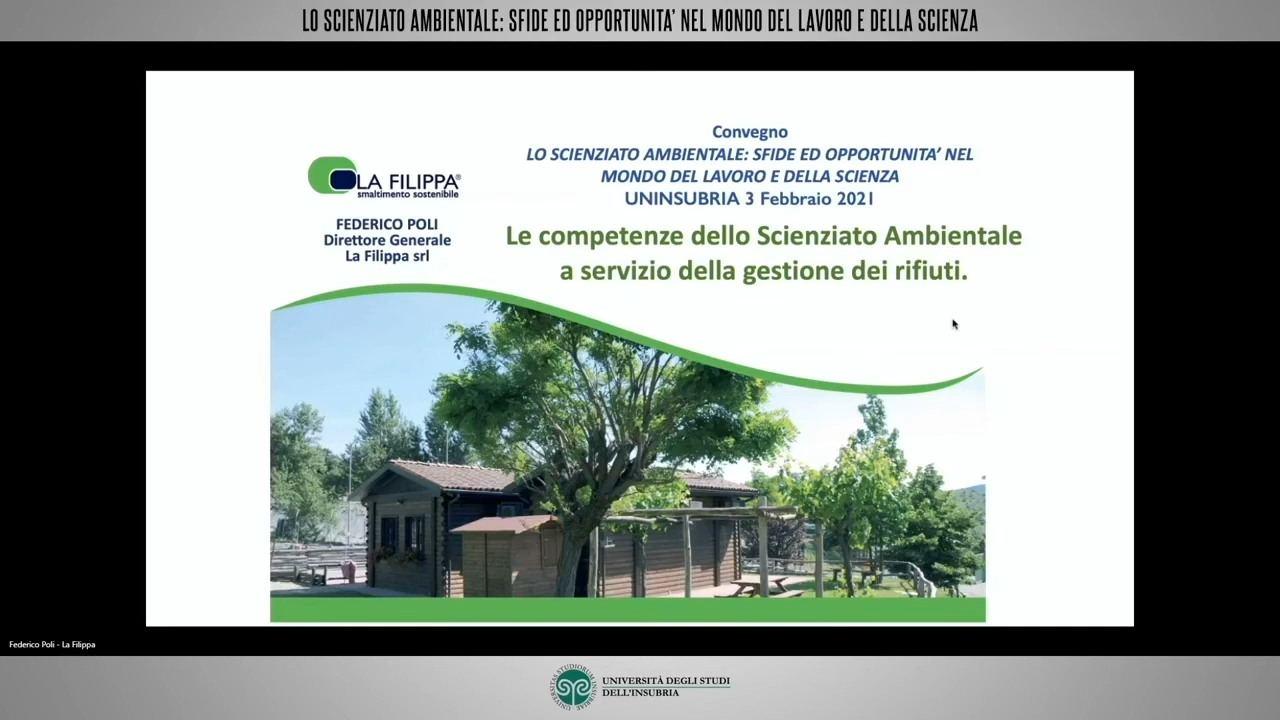 LO SCIENZIATO AMBIENTALE: SFIDE ED OPPORTUNITA' NEL MONDO DEL LAVORO E DELLA SCIENZA
LA FILIPPA®
smaltimento sostenibile
FEDERICO POLI
Direttore Generale
La Filippa srl
Convegno
LO SCIENZIATO AMBIENTALE: SFIDE ED OPPORTUNITA' NEL
MONDO DEL LAVORO E DELLA SCIENZA
UNINSUBRIA 3 Febbraio 2021
Le competenze dello Scienziato Ambientale
a servizio della gestione dei rifiuti.
Federico Poli - La Filippa
UNIVERSITÀ DEGLI STUDI
DELL'INSUBRIA